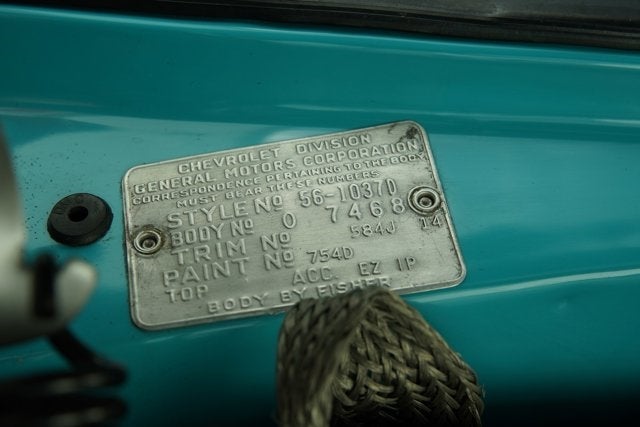 CHEVROLET DIVISION
GENERAL MOTORS CORPORATION
CORRESPONDENCE PERTAINING TO THE BODY
MUST BEAR THESE NUMBERS
STYLE NO 56-1037D
BODY NO O 7468
TRIM NO 584J 14
PAINT NO 754D
TOP ACC. EZ IP
BODY BY FISHER